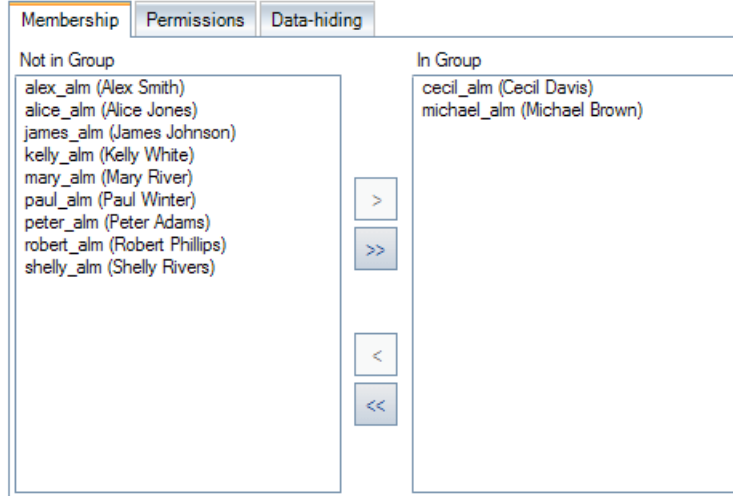 Membership Permissions Data-hiding
Not in Group
alex_alm (Alex Smith)
alice_alm (Alice Jones)
james_alm (James Johnson)
kelly_alm (Kelly White)
mary_alm (Mary River)
paul_alm (Paul Winter)
peter_alm (Peter Adams)
robert_alm (Robert Phillips)
shelly_alm (Shelly Rivers)
>
>>
<
<<
In Group
cecil_alm (Cecil Davis)
michael_alm (Michael Brown)